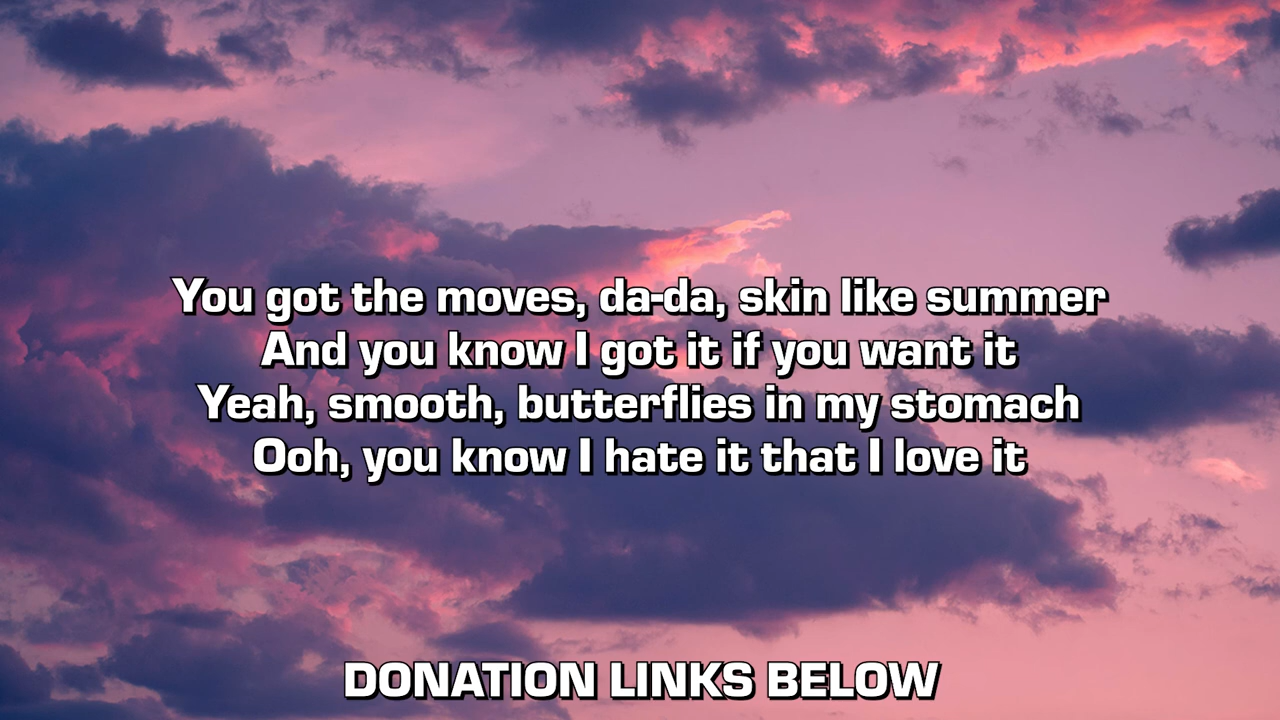 You got the moves, da-da, skin like summer
And you know I got it if you want it
Yeah, smooth, butterflies in my stomach
Ooh, you know I hate it that I love it
DONATION LINKS BELOW